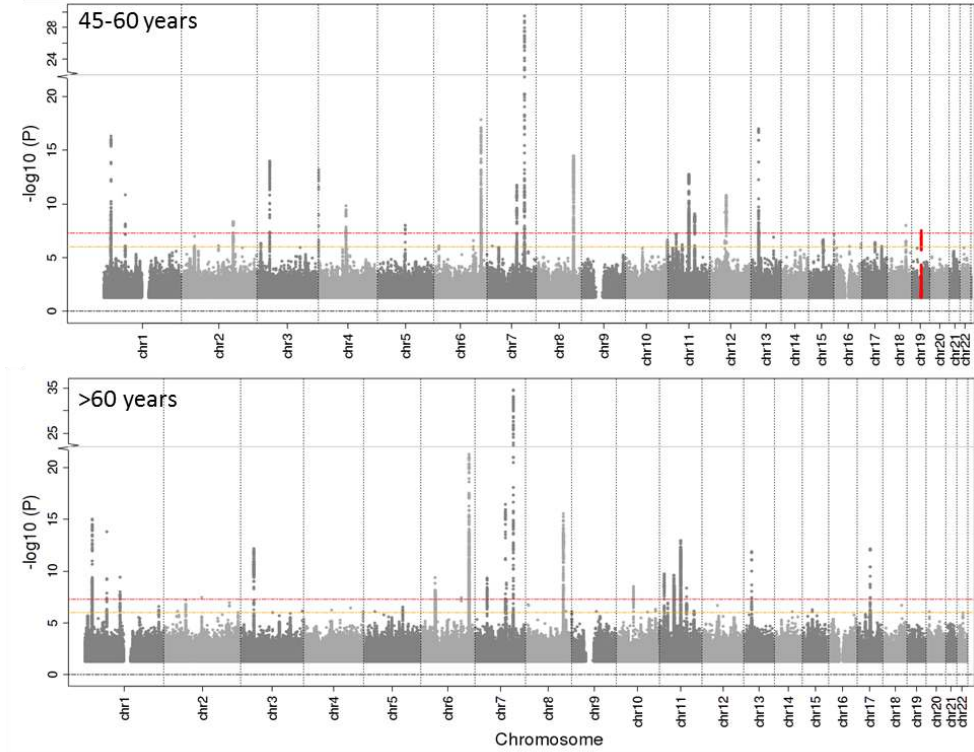 45-60 years
28
24
20
15
10
5
0
-log10 (P)
chr1
chr2
chr3
chr4
chr5
chr6
chr7
chr8
chr9
chr10
chr11
chr12
chr13
chr14
chr15
chr16
chr17
chr18
chr19
chr20
chr21
chr22
>60 years
35
25
20
15
10
5
0
-log10 (P)
chr1
chr2
chr3
chr4
chr5
chr6
chr7
chr8
chr9
chr10
chr11
chr12
chr13
chr14
chr15
chr16
chr17
chr18
chr19
chr20
chr21
chr22
Chromosome